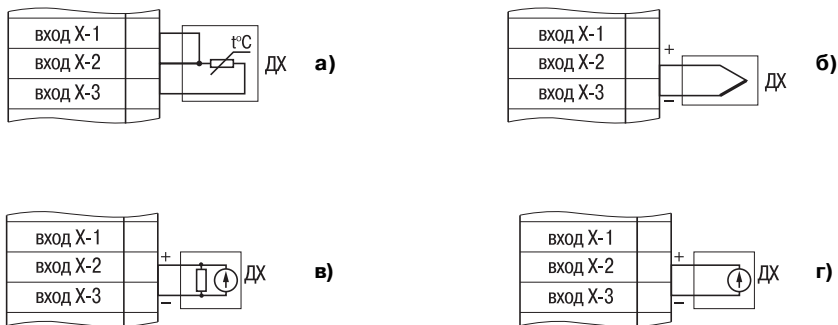 вход X-1
вход X-2
вход X-3
t°C
ДХ
а)
вход X-1
вход X-2
вход X-3
+
–
ДХ
б)
вход X-1
вход X-2
вход X-3
+
–
ДХ
в)
вход X-1
вход X-2
вход X-3
+
–
ДХ
г)